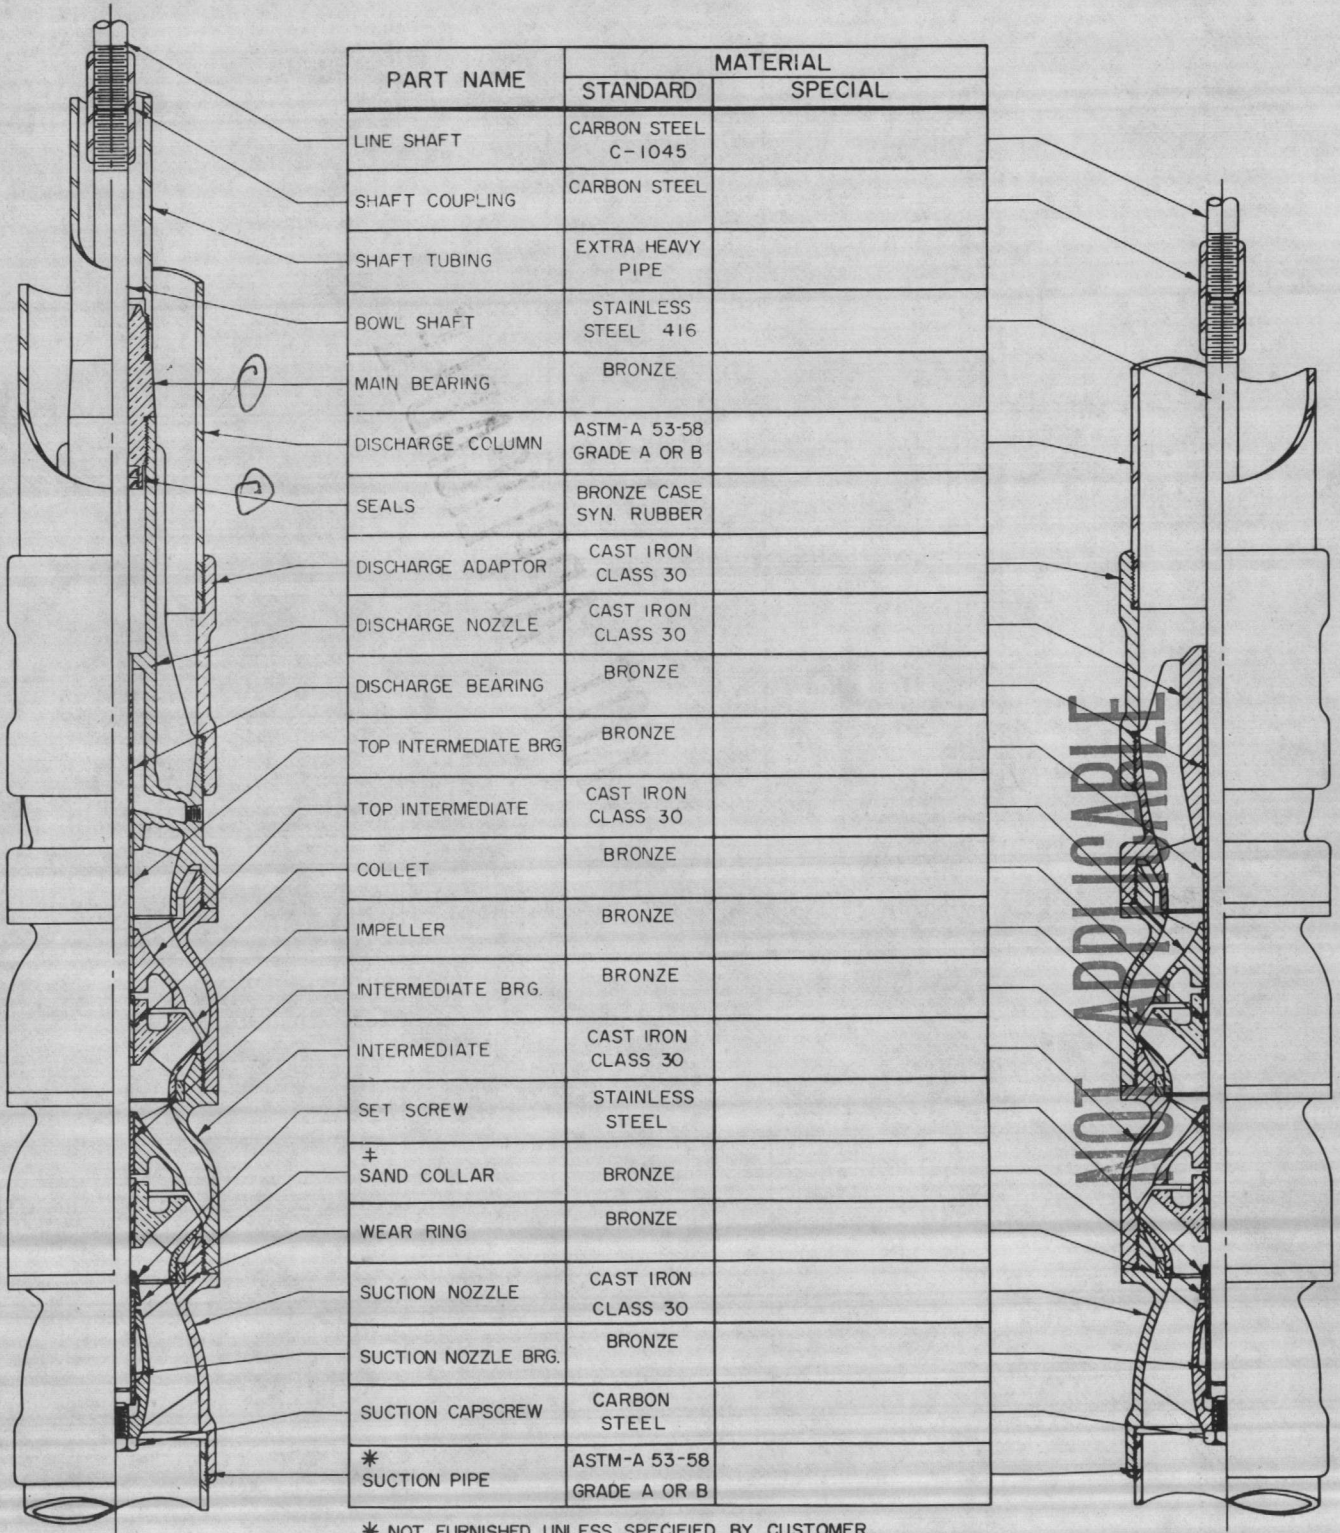 PART NAME
MATERIAL
STANDARD
SPECIAL
LINE SHAFT
CARBON STEEL
C-1045
SHAFT COUPLING
CARBON STEEL
SHAFT TUBING
EXTRA HEAVY
PIPE
BOWL SHAFT
STAINLESS
STEEL 416
MAIN BEARING
BRONZE
DISCHARGE COLUMN
ASTM-A 53-58
GRADE A OR B
SEALS
BRONZE CASE
SYN. RUBBER
DISCHARGE ADAPTOR
CAST IRON
CLASS 30
DISCHARGE NOZZLE
CAST IRON
CLASS 30
DISCHARGE BEARING
BRONZE
TOP INTERMEDIATE BRG.
BRONZE
TOP INTERMEDIATE
CAST IRON
CLASS 30
COLLET
BRONZE
IMPELLER
BRONZE
INTERMEDIATE BRG.
BRONZE
INTERMEDIATE
CAST IRON
CLASS 30
SET SCREW
STAINLESS
STEEL
‡
SAND COLLAR
BRONZE
WEAR RING
BRONZE
SUCTION NOZZLE
CAST IRON
CLASS 30
SUCTION NOZZLE BRG.
BRONZE
SUCTION CAPSCREW
CARBON
STEEL
*
SUCTION PIPE
ASTM-A 53-58
GRADE A OR B
* NOT FURNISHED UNLESS SPECIFIED BY CUSTOMER.
NOT APPLICABLE